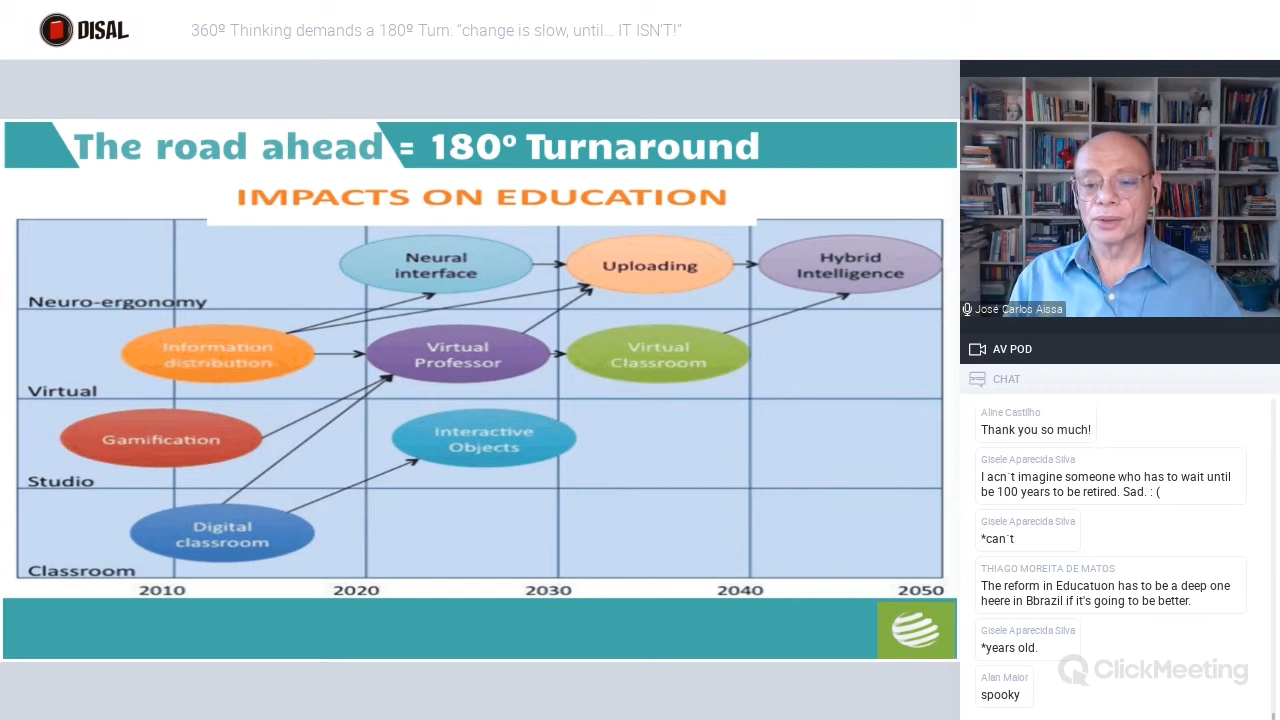 DISAL
360º Thinking demands a 180º Turn: “change is slow, until... IT ISN'T!”
The road ahead = 180º Turnaround
IMPACTS ON EDUCATION
Neural
interface
Uploading
Hybrid
Intelligence
Neuro-ergonomy
Information
distribution
Virtual
Professor
Virtual
Classroom
Virtual
Gamification
Interactive
Objects
Studio
Digital
classroom
Classroom
2010
2020
2030
2040
2050
José Carlos Aissa
AV POD
CHAT
Aline Castilho
Thank you so much!
Gisele Aparecida Silva
I acn`t imagine someone who has to wait until
be 100 years to be retired. Sad. : (
Gisele Aparecida Silva
*can`t
THIAGO MOREITA DE MATOS
The reform in Educatuon has to be a deep one
heere in Bbrazil if it's going to be better.
Gisele Aparecida Silva
*years old.
Alan Maior
spooky
ClickMeeting